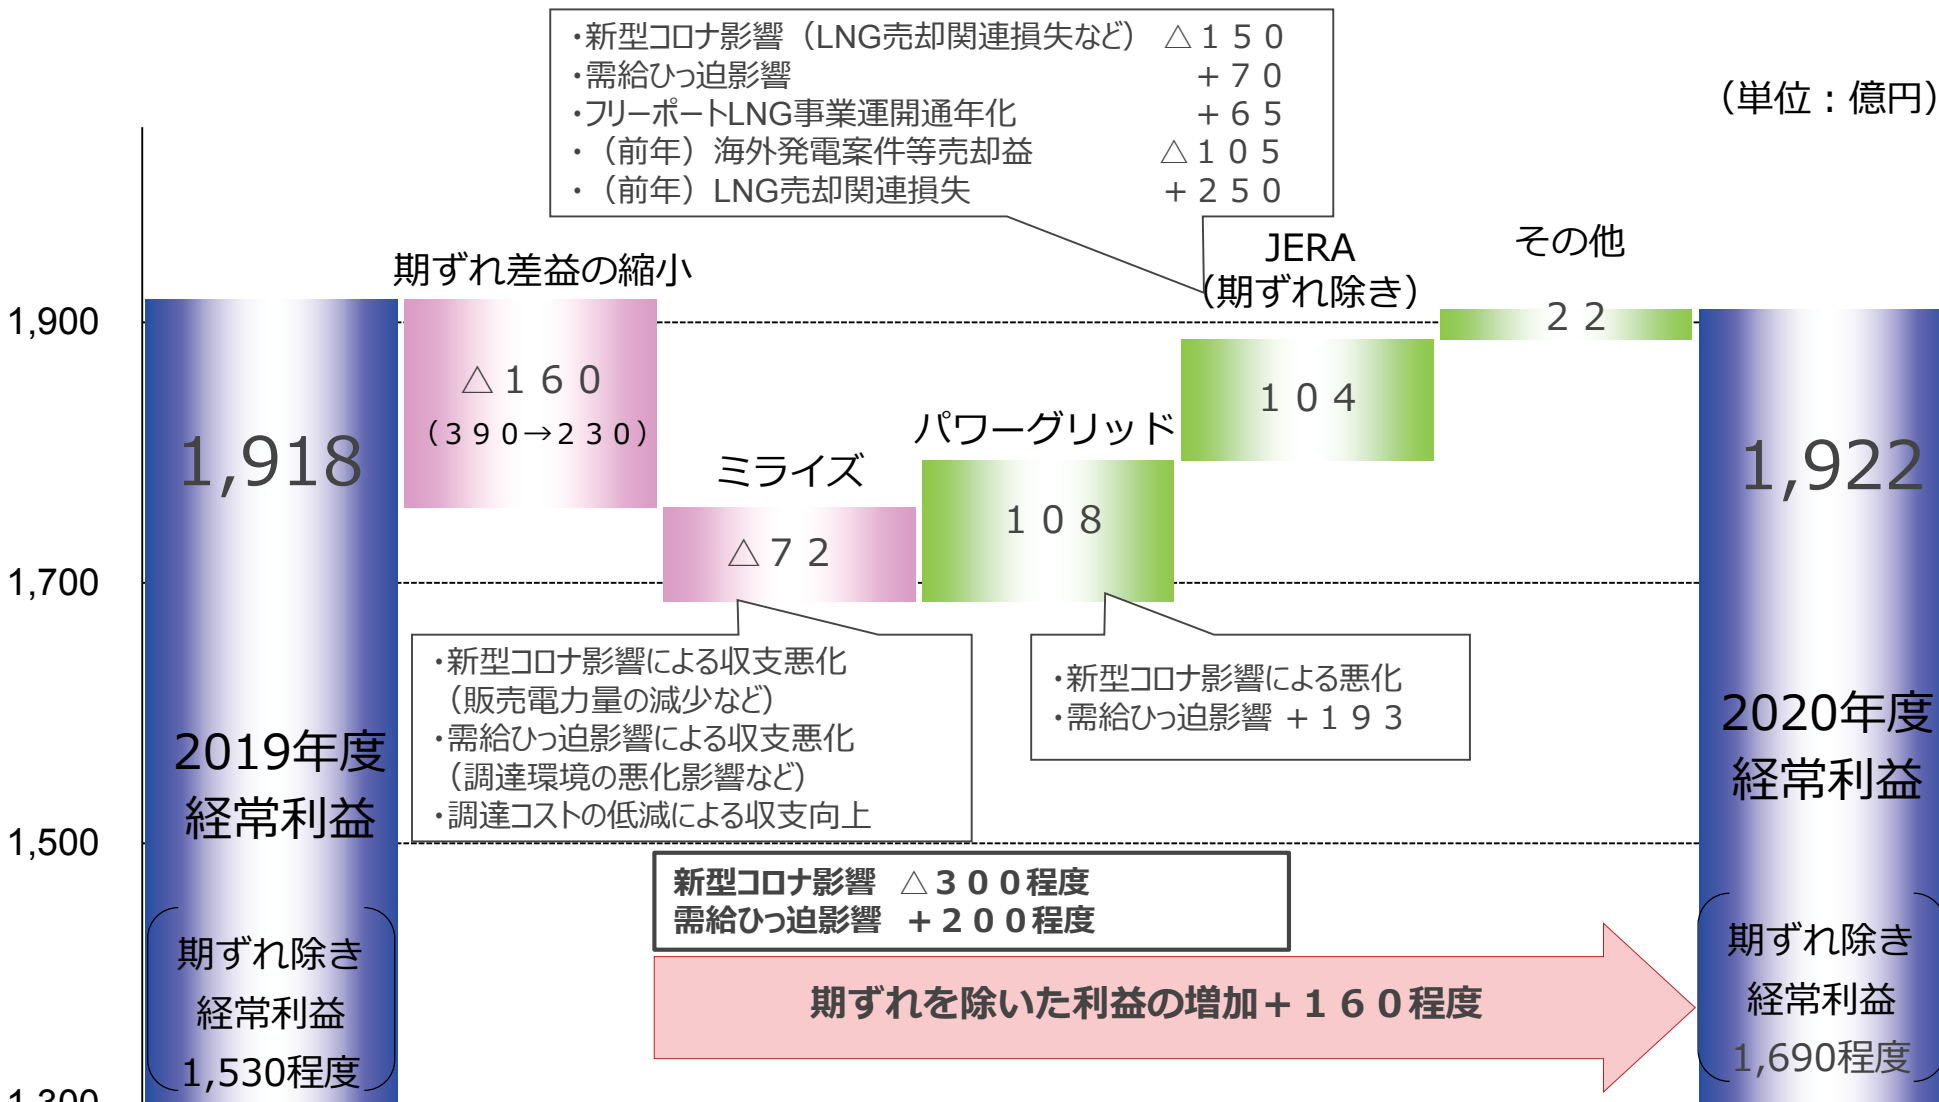 ・新型コロナ影響（LNG売却関連損失など） △１５０
・需給ひっ迫影響 +７０
・フリーポートLNG事業運開通年化 +６５
・（前年）海外発電案件等売却益 △１０５
・（前年）LNG売却関連損失 +２５０
（単位：億円）
期ずれ差益の縮小
JERA
（期ずれ除き）
その他
1,900
1,700
1,500
1,300
1,918
2019年度
経常利益
期ずれ除き
経常利益
1,530程度
△１６０
（３９０→２３０）
ミライズ
△７２
パワーグリッド
１０８
１０４
２２
・新型コロナ影響による収支悪化
（販売電力量の減少など）
・需給ひっ迫影響による収支悪化
（調達環境の悪化影響など）
・調達コストの低減による収支向上
・新型コロナ影響による悪化
・需給ひっ迫影響 +１９３
新型コロナ影響 △３００程度
需給ひっ迫影響 +２００程度
期ずれを除いた利益の増加+１６０程度
1,922
2020年度
経常利益
期ずれ除き
経常利益
1,690程度